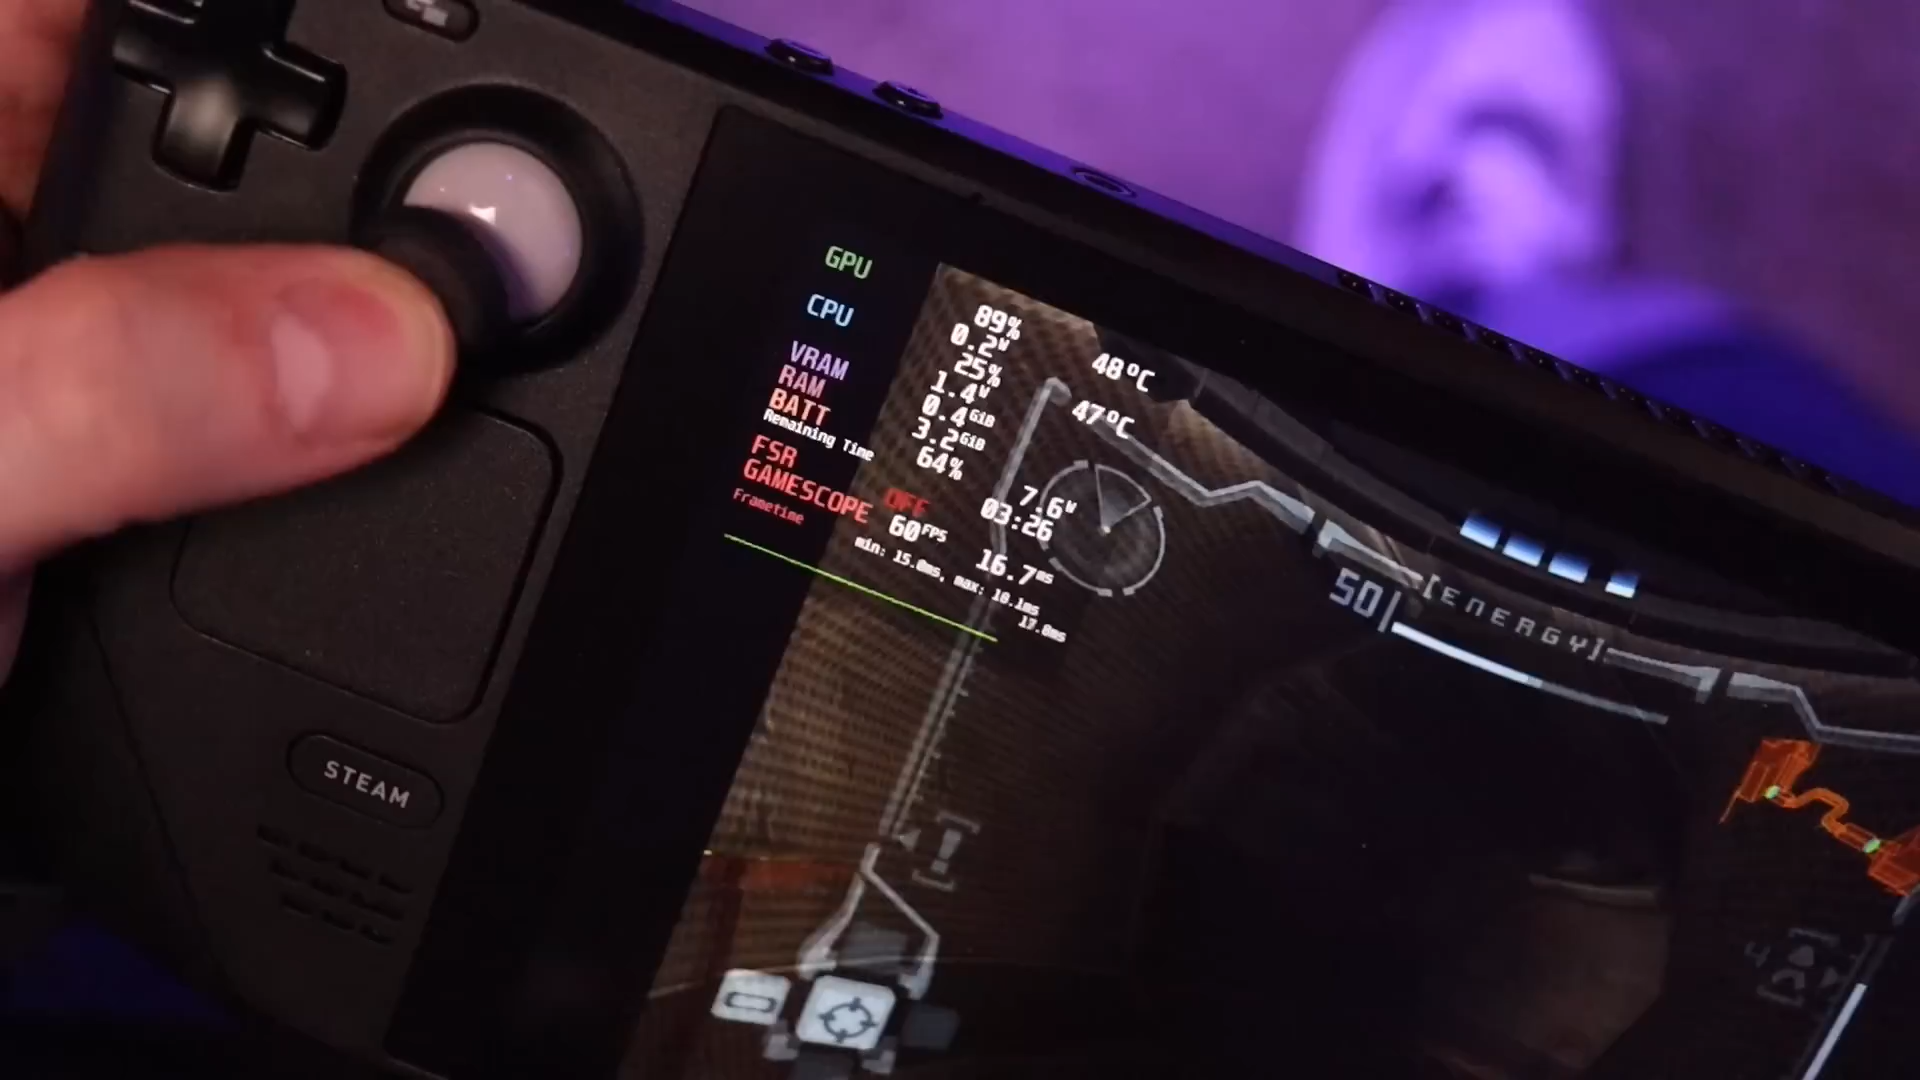 GPU 89% 48°C
0.2W
CPU 25% 47°C
1.4W
VRAM 0.4GiB
RAM 3.2GiB
BATT 64% 7.6W
Remaining Time 03:26
FSR OFF
GAMESCOPE 60FPS 16.7ms
Frametime min: 15.0ms, max: 18.1ms
17.0ms
50 [ENERGY]
STEAM